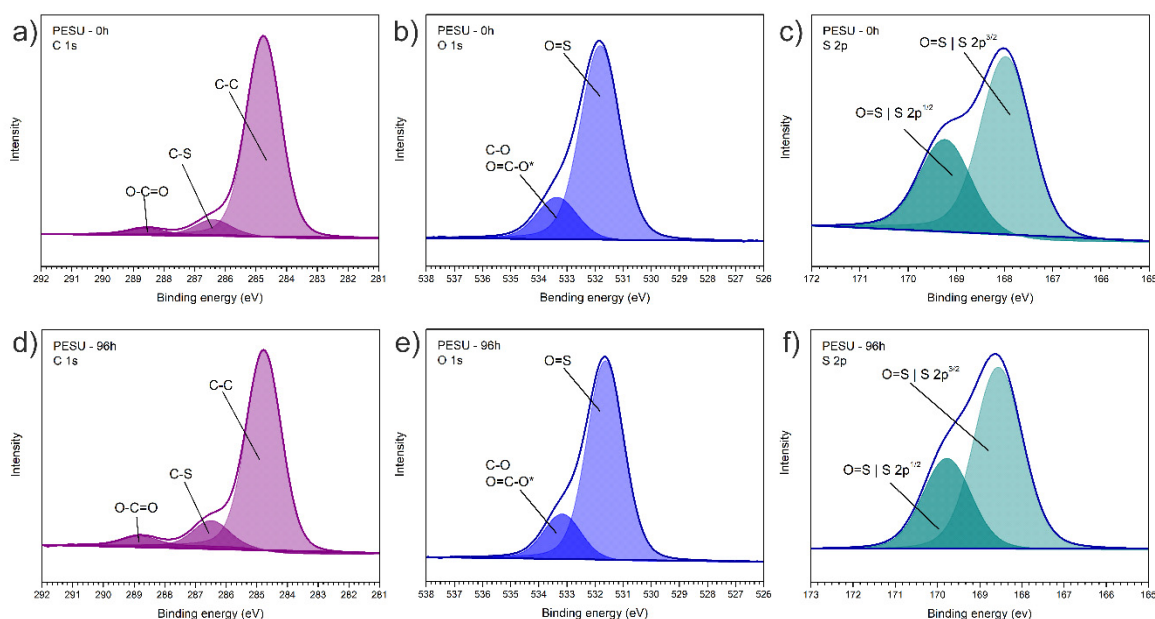 a)
PESU - 0h
C 1s
C-C
C-S
O-C=O
Intensity
292 290 288 286 284 282 281
Binding energy (eV)
b)
PESU - 0h
O 1s
O=S
C-O
O=C-O*
Intensity
538 537 536 535 534 533 532 531 530 529 528 527 526
Bending energy (eV)
c)
PESU - 0h
S 2p
O=S | S 2p3/2
O=S | S 2p1/2
Intensity
172 171 170 169 168 167 166 165
Binding energy (eV)
d)
PESU - 96h
C 1s
C-C
C-S
O-C=O
Intensity
292 291 290 289 288 287 286 285 284 283 282 281
Binding energy (eV)
e)
PESU - 96h
O 1s
O=S
C-O
O=C-O*
Intensity
538 537 536 535 534 533 532 531 530 529 528 527 526
Binding energy (eV)
f)
PESU - 96h
S 2p
O=S | S 2p3/2
O=S | S 2p1/2
Intensity
173 172 171 170 169 168 167 166 165
Binding energy (ev)